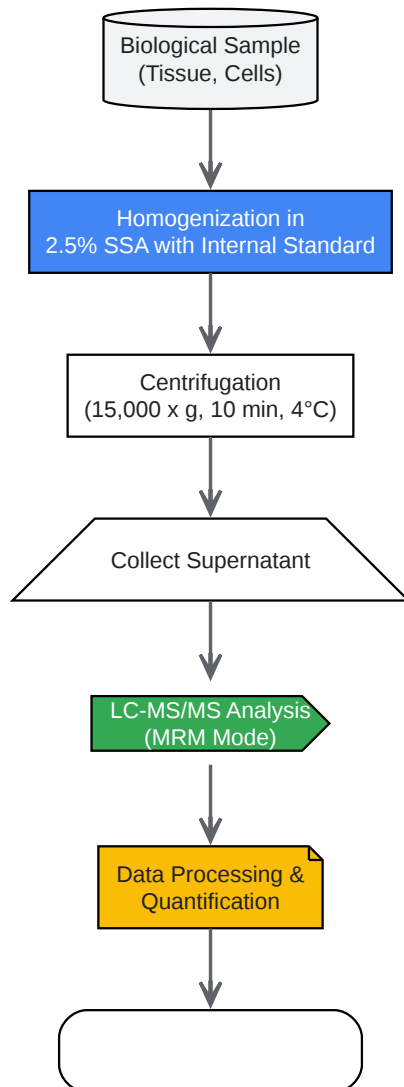 Biological Sample
(Tissue, Cells)
Homogenization in
2.5% SSA with Internal Standard
Centrifugation
(15,000 x g, 10 min, 4°C)
Collect Supernatant
LC-MS/MS Analysis
(MRM Mode)
Data Processing &
Quantification